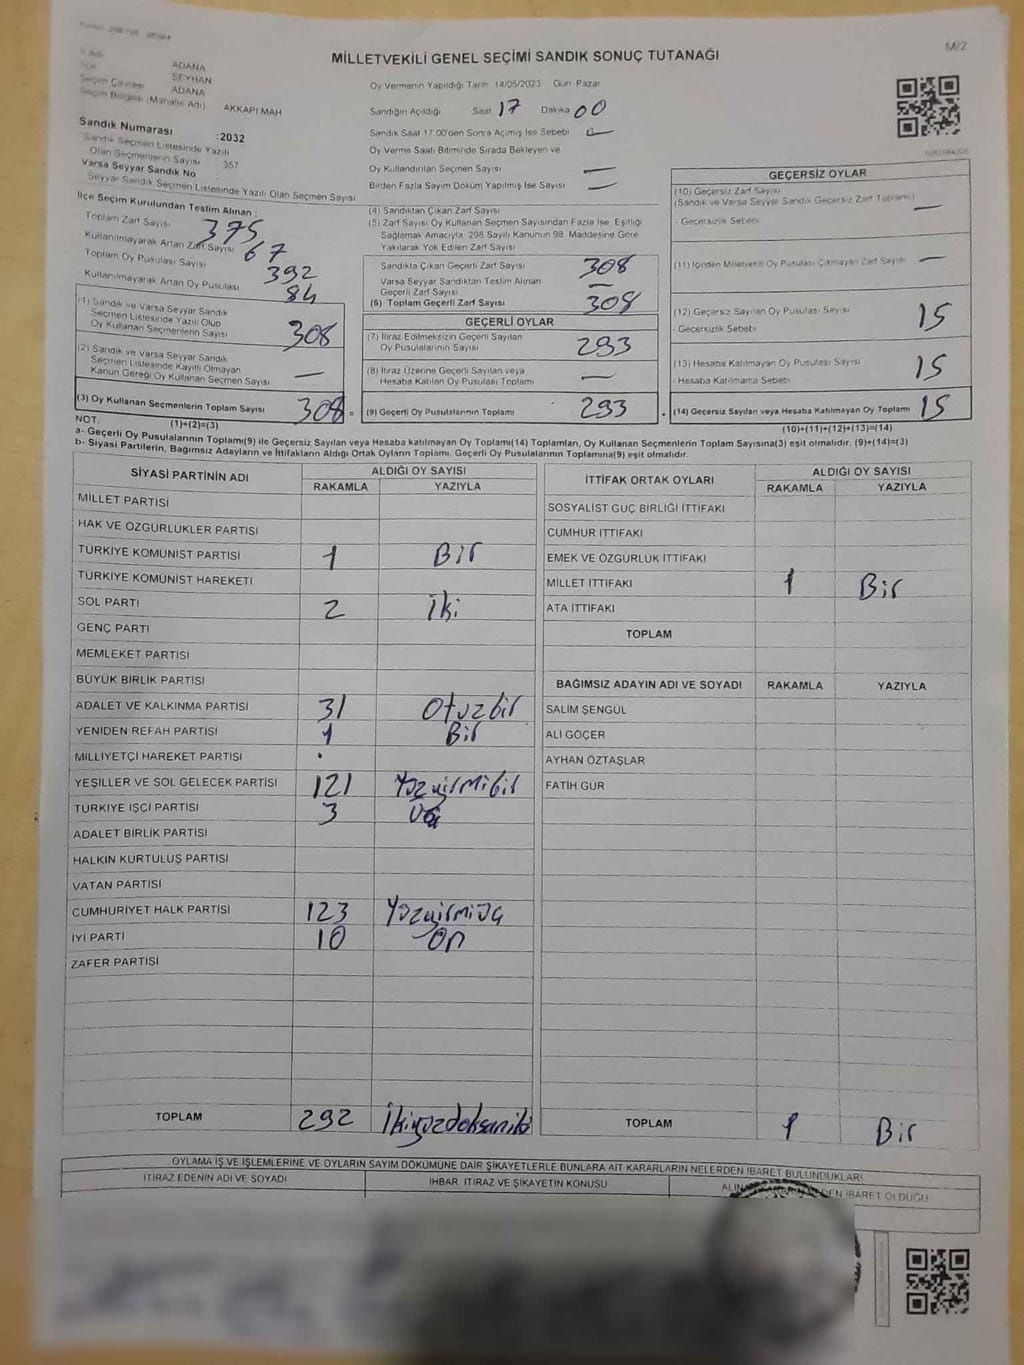 MİLLETVEKİLİ GENEL SEÇİMİ SANDIK SONUÇ TUTANAĞI
M/2
İl Adı ADANA
İlçe SEYHAN
Seçim Çevresi ADANA
Seçim Bölgesi (Mahalle Adı) AKKAPI MAH
Sandık Numarası :2032
Sandık Seçmen Listesinde Yazılı
Olan Seçmenlerin Sayısı 357
Varsa Seyyar Sandık No
Seyyar Sandık Seçmen Listesinde Yazılı Olan Seçmen Sayısı
Oy Vermenin Yapıldığı Tarih 14/05/2023 Gün Pazar
Sandığın Açıldığı Saat 17 Dakika 00
Sandık Saat 17.00'den Sonra Açımış İse Sebebi —
Oy Verme Saati Bitiminde Sırada Bekleyen ve
Oy Kullandırılan Seçmen Sayısı —
Birden Fazla Sayım Döküm Yapılmış İse Sayısı —
İlçe Seçim Kurulundan Teslim Alınan ;
Toplam Zarf Sayısı 375
Kullanılmayarak Artan Zarf Sayısı 67
Toplam Oy Pusulası Sayısı 392
Kullanılmayarak Artan Oy Pusulası 84
(1) Sandık ve Varsa Seyyar Sandık
Seçmen Listesinde Yazılı Olup
Oy Kullanan Seçmenlerin Sayısı 308
(2) Sandık ve Varsa Seyyar Sandık
Seçmen Listesinde Kayıtlı Olmayan
Kanun Gereği Oy Kullanan Seçmen Sayısı —
(3) Oy Kullanan Seçmenlerin Toplam Sayısı 308 =
(1)+(2)=(3)
(4) Sandıktan Çıkan Zarf Sayısı
(5) Zarf Sayısı Oy Kullanan Seçmen Sayısından Fazla İse, Eşitliği
Sağlamak Amacıyla, 298 Sayılı Kanunun 98. Maddesine Göre
Yakılarak Yok Edilen Zarf Sayısı
Sandıkta Çıkan Geçerli Zarf Sayısı 308
Varsa Seyyar Sandıktan Teslim Alınan
Geçerli Zarf Sayısı —
(6) Toplam Geçerli Zarf Sayısı 308
GEÇERLİ OYLAR
(7) İtiraz Edilmeksizin Geçerli Sayılan
Oy Pusulalarının Sayısı 293
(8) İtiraz Üzerine Geçerli Sayılan veya
Hesaba Katılan Oy Pusulası Toplamı —
(9) Geçerli Oy Pusulalarının Toplamı 293
GEÇERSİZ OYLAR
(10) Geçersiz Zarf Sayısı
(Sandık ve Varsa Seyyar Sandık Geçersiz Zarf Toplamı) —
- Geçersizlik Sebebi
(11) İçinden Milletvekili Oy Pusulası Çıkmayan Zarf Sayısı —
(12) Geçersiz Sayılan Oy Pusulası Sayısı 15
- Geçersizlik Sebebi
(13) Hesaba Katılmayan Oy Pusulası Sayısı 15
- Hesaba Katılmama Sebebi
(14) Geçersiz Sayılan veya Hesaba Katılmayan Oy Toplamı 15
(10)+(11)+(12)+(13)=(14)
NOT:
a- Geçerli Oy Pusulalarının Toplamı(9) ile Geçersiz Sayılan veya Hesaba katılmayan Oy Toplamı(14) Toplamları, Oy Kullanan Seçmenlerin Toplam Sayısına(3) eşit olmalıdır. (9)+(14)=(3)
b- Siyasi Partilerin, Bağımsız Adayların ve İttifakların Aldığı Ortak Oyların Toplamı, Geçerli Oy Pusulalarının Toplamına(9) eşit olmalıdır.
SİYASİ PARTİNİN ADI ALDIĞI OY SAYISI
RAKAMLA YAZIYLA
MİLLET PARTİSİ
HAK VE ÖZGÜRLÜKLER PARTİSİ
TÜRKİYE KOMÜNİST PARTİSİ 1 Bir
TÜRKİYE KOMÜNİST HAREKETİ
SOL PARTİ 2 İki
GENÇ PARTİ
MEMLEKET PARTİSİ
BÜYÜK BİRLİK PARTİSİ
ADALET VE KALKINMA PARTİSİ 31 Otuzbir
YENİDEN REFAH PARTİSİ 1 Bir
MİLLİYETÇİ HAREKET PARTİSİ
YEŞİLLER VE SOL GELECEK PARTİSİ 121 Yüzyirmibir
TÜRKİYE İŞÇİ PARTİSİ 3 Üç
ADALET BİRLİK PARTİSİ
HALKIN KURTULUŞ PARTİSİ
VATAN PARTİSİ
CUMHURİYET HALK PARTİSİ 123 Yüzyirmiüç
İYİ PARTİ 10 On
ZAFER PARTİSİ
TOPLAM 292 İkiyüzdoksaniki
İTTİFAK ORTAK OYLARI ALDIĞI OY SAYISI
RAKAMLA YAZIYLA
SOSYALİST GÜÇ BİRLİĞİ İTTİFAKI
CUMHUR İTTİFAKI
EMEK VE ÖZGÜRLÜK İTTİFAKI
MİLLET İTTİFAKI 1 Bir
ATA İTTİFAKI
TOPLAM
BAĞIMSIZ ADAYIN ADI VE SOYADI RAKAMLA YAZIYLA
SALİM ŞENGÜL
ALİ GÖÇER
AYHAN ÖZTAŞLAR
FATİH GÜR
TOPLAM 1 Bir
OYLAMA İŞ VE İŞLEMLERİNE VE OYLARIN SAYIM DÖKÜMÜNE DAİR ŞİKAYETLERLE BUNLARA AİT KARARLARIN NELERDEN İBARET BULUNDUKLARI
İTİRAZ EDENİN ADI VE SOYADI İHBAR İTİRAZ VE ŞİKAYETİN KONUSU